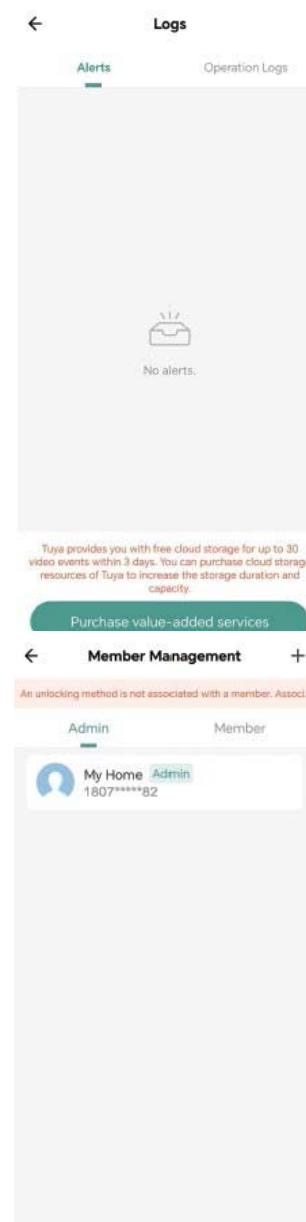 Logs
Alerts
Operation Logs
No alerts.
Tuya provides you with free cloud storage for up to 30
video events within 3 days. You can purchase cloud storag
resources of Tuya to increase the storage duration and
capacity.
Purchase value-added services
Member Management +
An unlocking method is not associated with a member. Associ
Admin
Member
My Home Admin
1807*****82